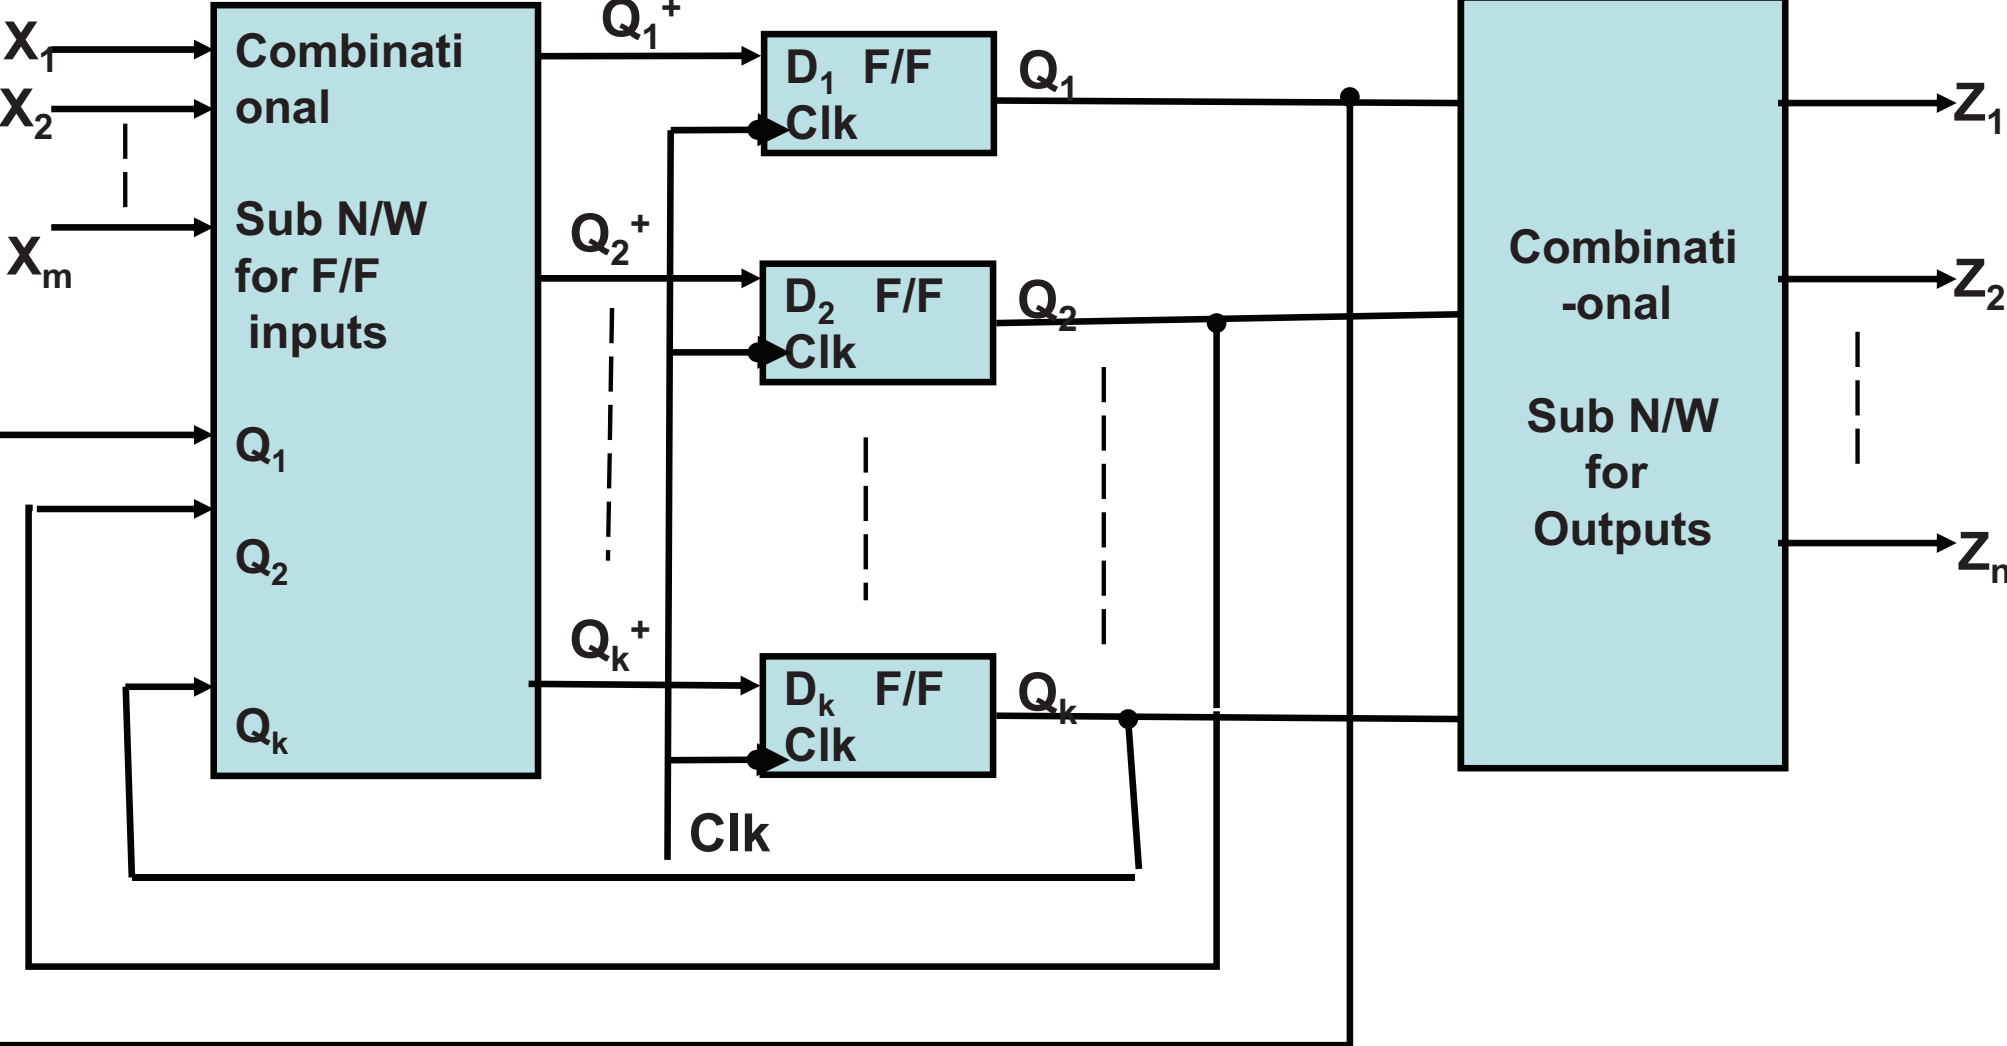 X₁
X₂
Xₘ
Combinati
onal
Sub N/W
for F/F
inputs
Q₁
Q₂
Qₖ
Q₁⁺
Q₂⁺
Qₖ⁺
D₁ F/F
Clk
D₂ F/F
Clk
Dₖ F/F
Clk
Clk
Q₁
Q₂
Qₖ
Combinati
-onal
Sub N/W
for
Outputs
Z₁
Z₂
Zₙ